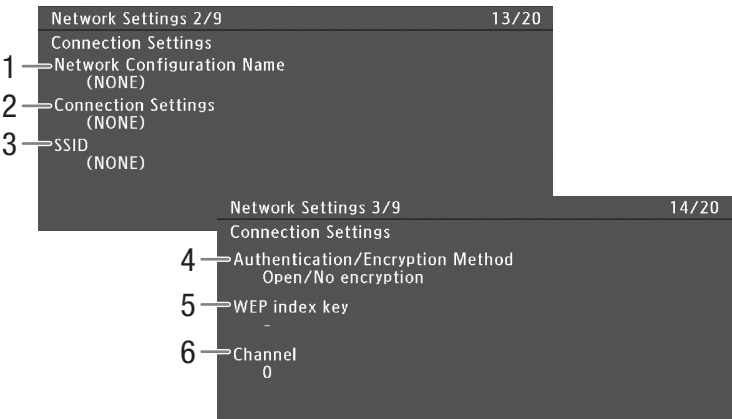 Network Settings 2/9 13/20
Connection Settings
1 Network Configuration Name
(NONE)
2 Connection Settings
(NONE)
3 SSID
(NONE)
Network Settings 3/9 14/20
Connection Settings
4 Authentication/Encryption Method
Open/No encryption
5 WEP index key
-
6 Channel
0